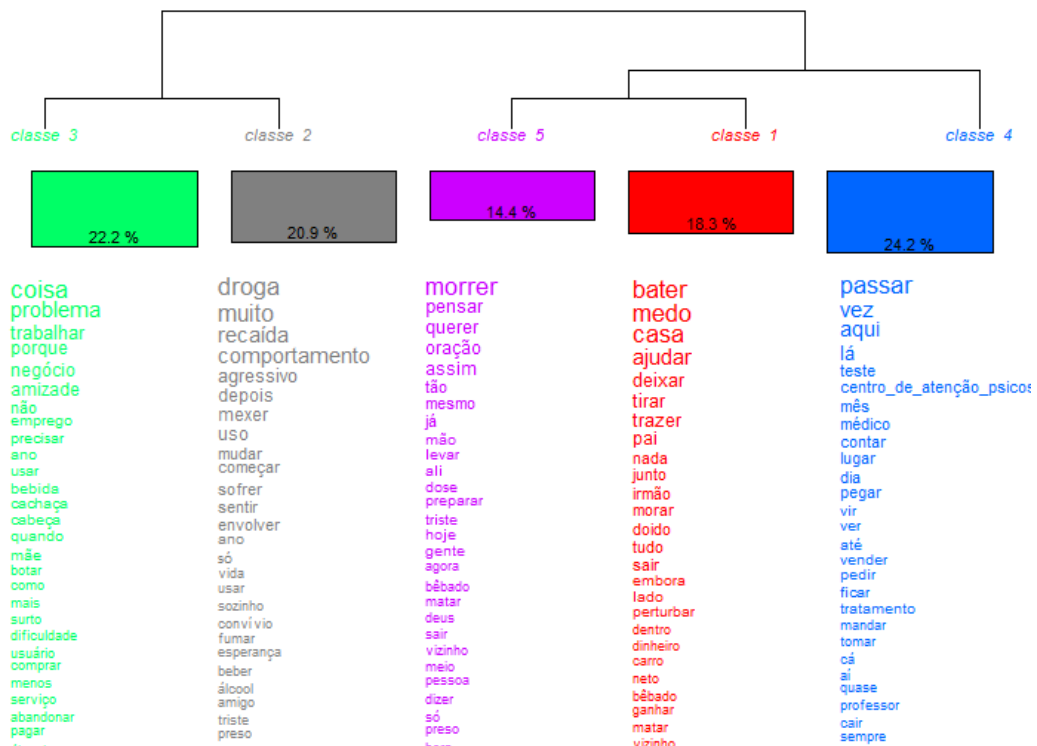 classe 3
classe 2
classe 5
classe 1
classe 4
22.2 %
20.9 %
14.4 %
18.3 %
24.2 %
coisa
problema
trabalhar
porque
negócio
amizade
não
emprego
precisar
ano
usar
bebida
cachaça
cabeça
quando
mãe
botar
como
mais
surto
dificuldade
usuário
comprar
menos
serviço
abandonar
pagar
droga
muito
recaída
comportamento
agressivo
depois
mexer
uso
mudar
começar
sofrer
sentir
envolver
ano
só
vida
usar
sozinho
convívio
fumar
esperança
beber
álcool
amigo
triste
preso
morrer
pensar
querer
oração
assim
tão
mesmo
já
mão
levar
ali
dose
preparar
triste
hoje
gente
agora
bêbado
matar
deus
sair
vizinho
meio
pessoa
dizer
só
preso
bater
medo
casa
ajudar
deixar
tirar
trazer
pai
nada
junto
irmão
morar
doido
tudo
sair
embora
lado
perturbar
dentro
dinheiro
carro
neto
bêbado
ganhar
matar
vizinho
passar
vez
aqui
lá
teste
centro_de_atenção_psicos
mês
médico
contar
lugar
dia
pegar
vir
ver
até
vender
pedir
ficar
tratamento
mandar
tomar
cá
aí
quase
professor
cair
sempre